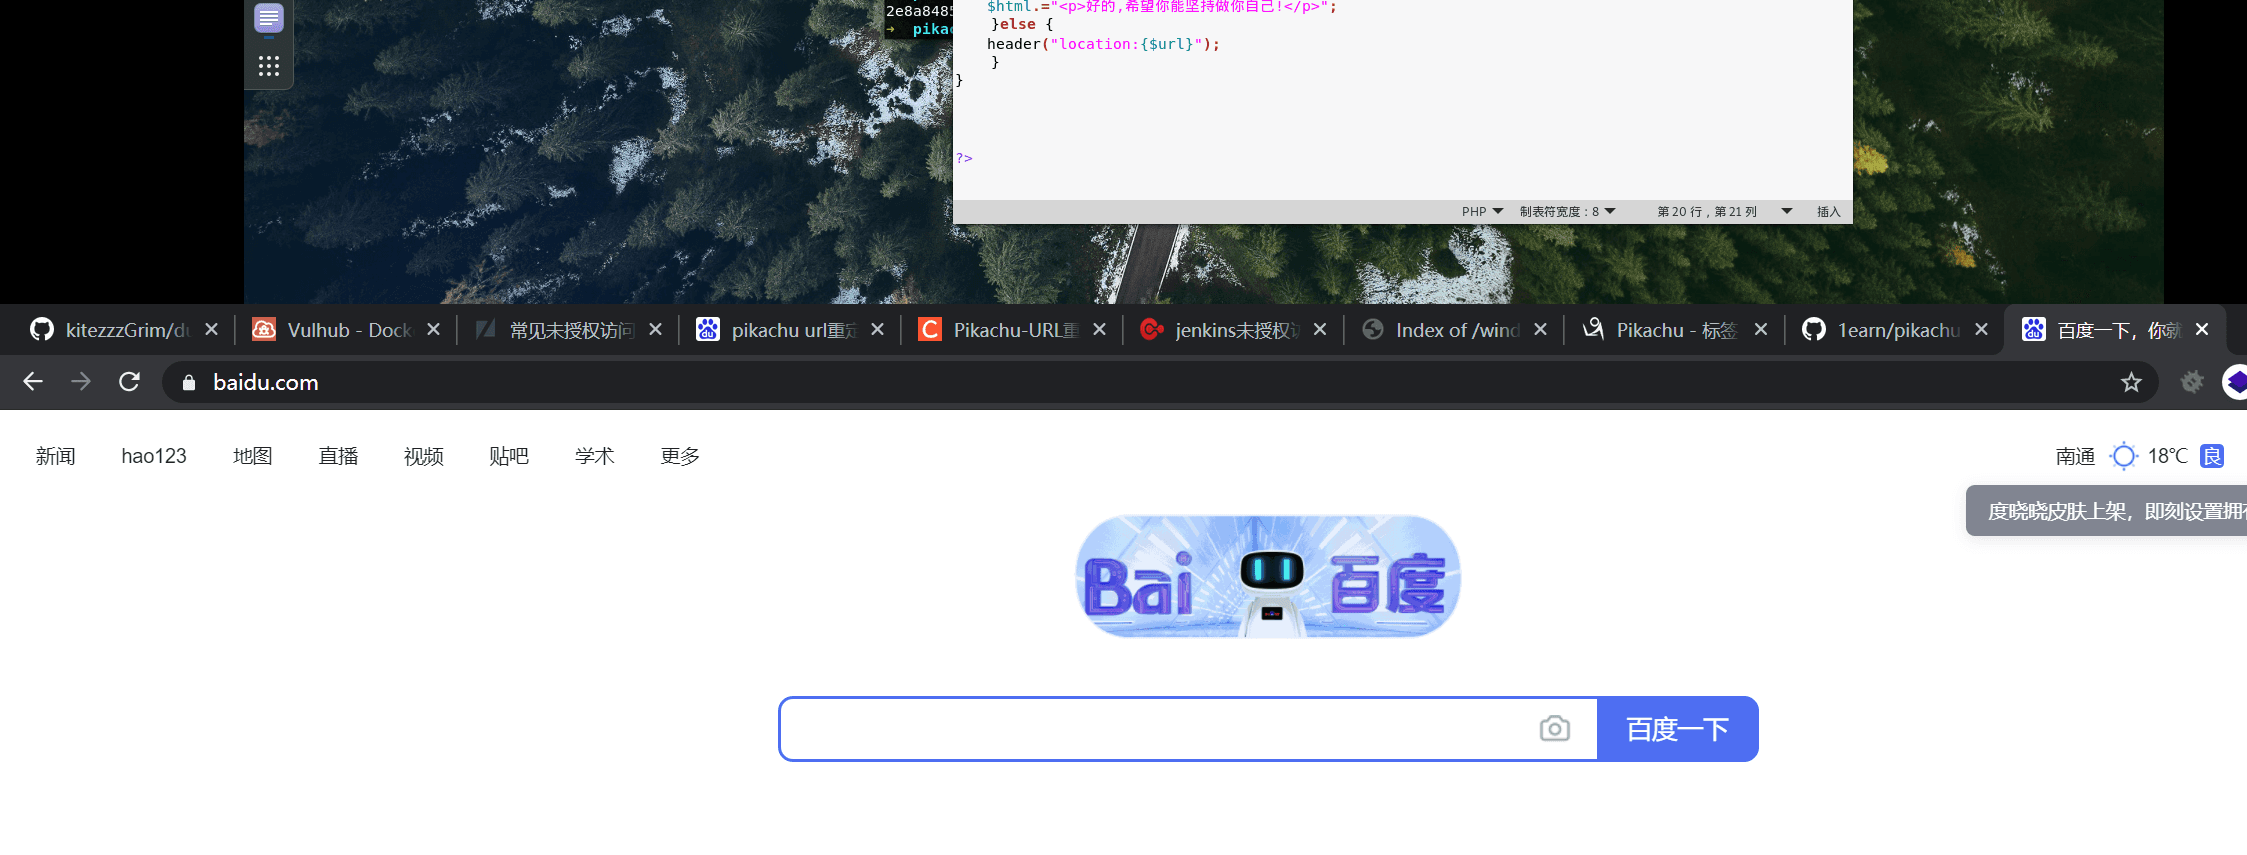 2e8a8485
$html.="<p>好的,希望你能坚持做你自己!</p>";
}else {
➜ pikac
header("location:{$url}");
}
}
?>
PHP 制表符宽度：8 第 20 行，第 21 列 插入
kitezzzGrim/du Vulhub - Dock 常见未授权访问 pikachu url重定 Pikachu-URL重 jenkins未授权访 Index of /wind Pikachu - 标签 1earn/pikachu 百度一下，你就
baidu.com
新闻 hao123 地图 直播 视频 贴吧 学术 更多 南通 18℃ 良
度晓晓皮肤上架，即刻设置拥有
Bai 百度
百度一下